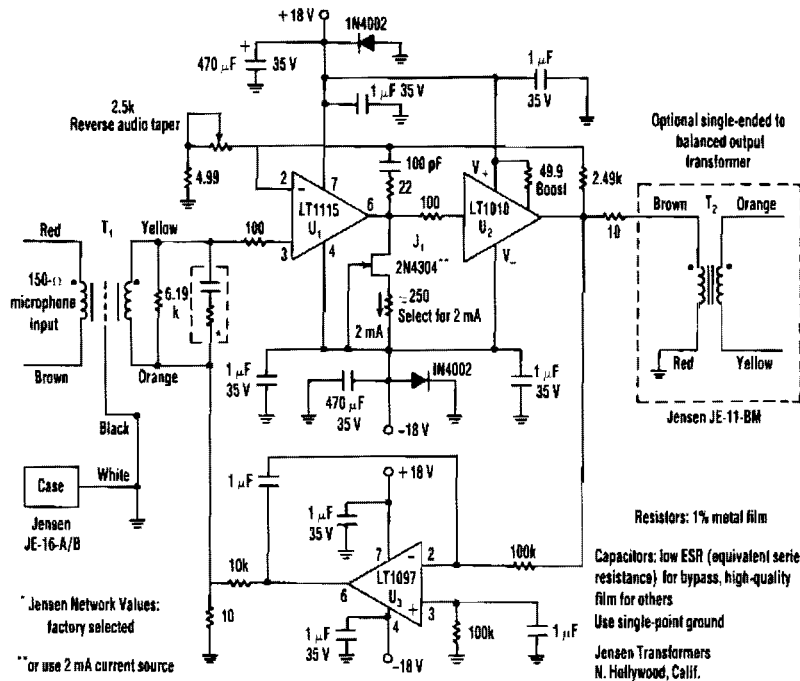 +18 V
1N4002
+
470 μF
35 V
1 μF 35 V
1 μF
35 V
2.5k
Reverse audio taper
4.99
100 pF
22
V+
49.9
Boost
2.49k
Optional single-ended to
balanced output
transformer
Red
T1
Yellow
100
2
−
7
LT1115
U1
3
4
6
100
LT1010
U2
V−
10
Brown
T2
Orange
150-Ω
microphone
input
6.19
k
*
J1
2N4304**
≈250
Select for 2 mA
2 mA
Red
Yellow
Jensen JE-11-BM
Brown
Orange
1 μF
35 V
470 μF
35 V
1N4002
1 μF
35 V
−18 V
Black
White
Case
Jensen
JE-16-A/B
1 μF
+18 V
1 μF
35 V
7
−
2
LT1097
U3
6
+
3
4
100k
10k
10
1 μF
35 V
−18 V
100k
1 μF
*Jensen Network Values:
factory selected
**or use 2 mA current source
Resistors: 1% metal film
Capacitors: low ESR (equivalent serie
resistance) for bypass, high-quality
film for others
Use single-point ground
Jensen Transformers
N. Hollywood, Calif.